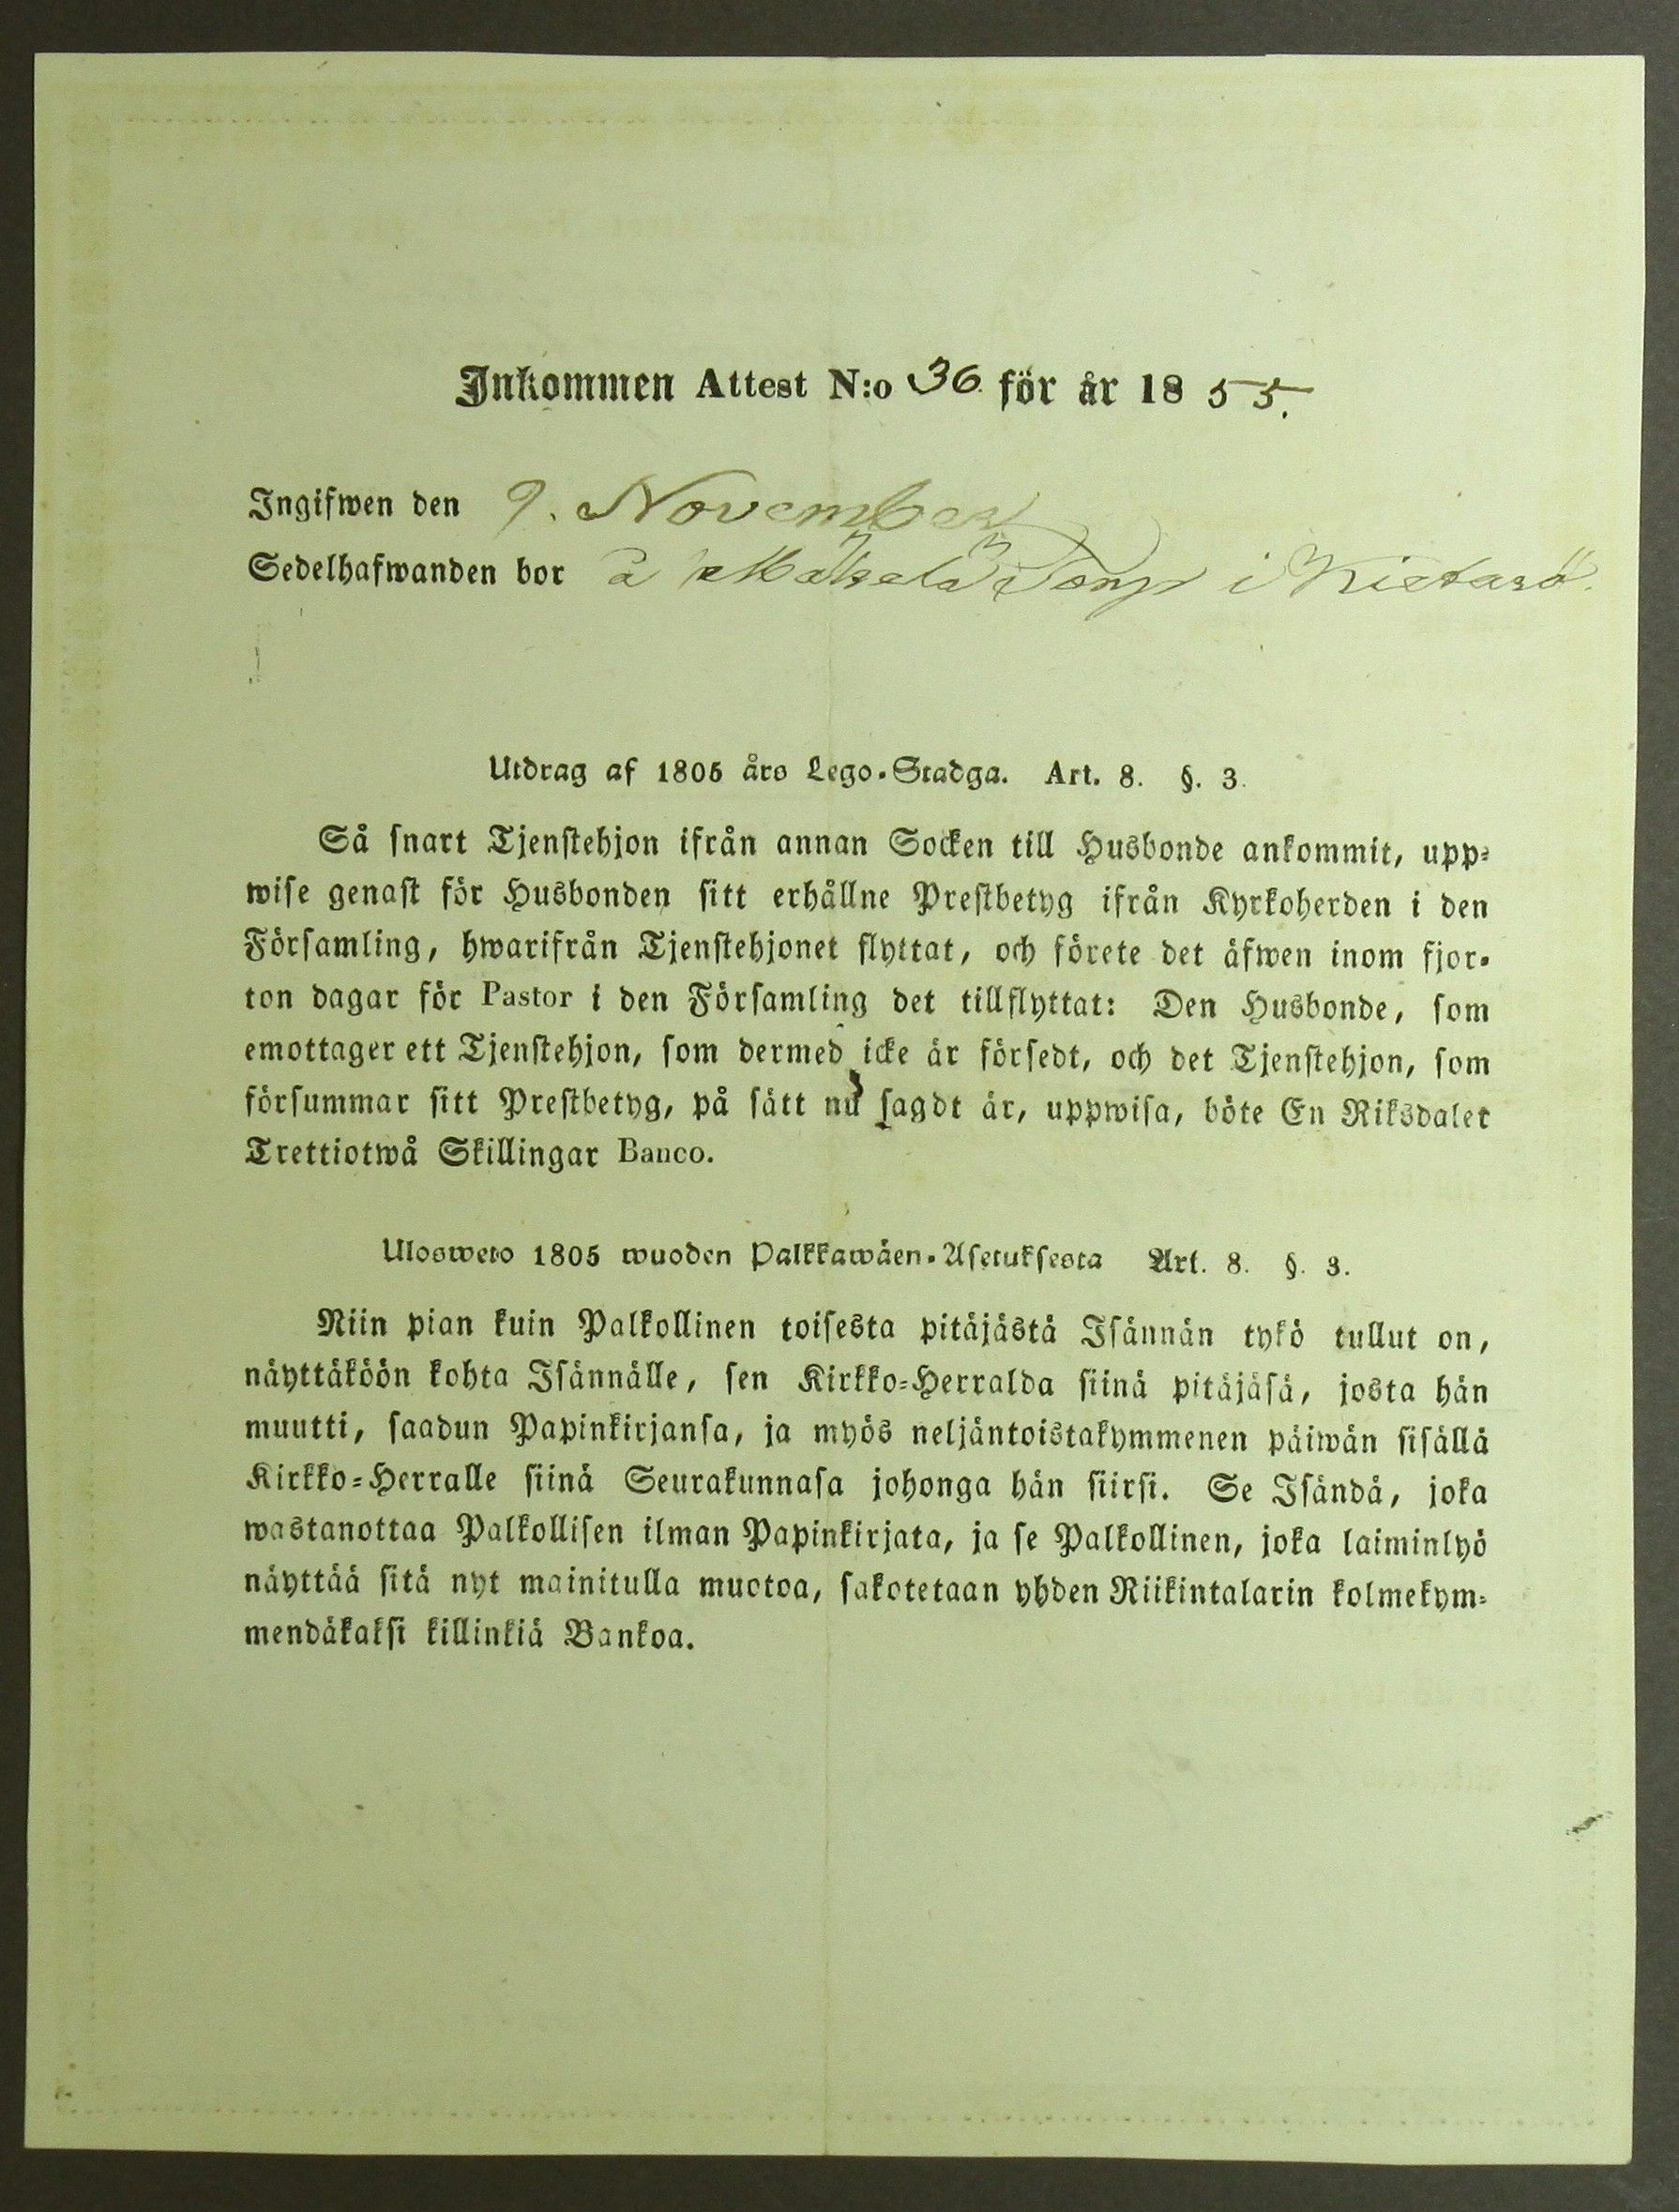 Inkommen Attest N:o 36 för år 1855.
Ingifwen den 9. November
Sedelhafwanden bor å Mäkelä Torp i
Utdrag af 1805 års Lego-Stadga. Art. 8. §. 3.
Så snart Tjenstehjon ifrån annan Socken till Husbonde ankommit, upp-
wise genast för Husbonden sitt erhållne Prestbetyg ifrån Kyrkoherden i den
Församling, hwarifrån Tjenstehjonet flyttat, och förete det äfwen inom fjor-
ton dagar för Pastor i den Församling det tillflyttat: Den Husbonde, som
emottager ett Tjenstehjon, som dermed icke är försedt, och det Tjenstehjon, som
försummar sitt Prestbetyg, på sätt nu sagdt är, uppwisa, böte En Riksdaler
Trettiotwå Skillingar Banco.
Ulosweto 1805 wuoden Palkkawäen-Asetuksesta Art. 8. §. 3.
Niin pian kuin Palkollinen toisesta pitäjästä Isännän tykö tullut on,
näyttäköön kohta Isännälle, sen Kirkko-Herralda siinä pitäjäsä, josta hän
muutti, saadun Papinkirjansa, ja myös neljäntoistakymmenen päiwän sisällä
Kirkko-Herralle siinä Seurakunnasa johonga hän siirsi. Se Isändä, joka
wastanottaa Palkollisen ilman Papinkirjata, ja se Palkollinen, joka laiminlyö
näyttää sitä nyt mainitulla muotoa, sakotetaan yhden Riikintalarin kolmekym-
mendäkaksi killinkiä Bankoa.